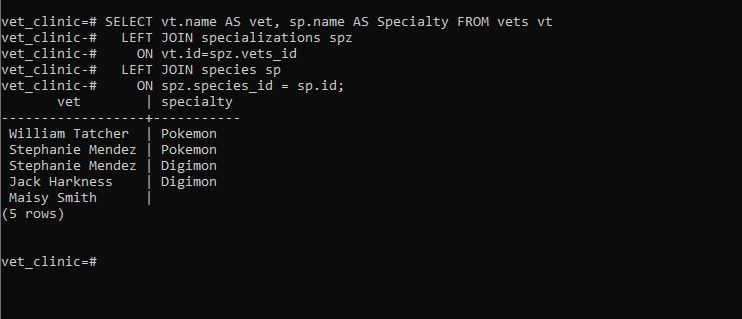 vet_clinic=# SELECT vt.name AS vet, sp.name AS Specialty FROM vets vt
vet_clinic-#   LEFT JOIN specializations spz
vet_clinic-#     ON vt.id=spz.vets_id
vet_clinic-#   LEFT JOIN species sp
vet_clinic-#     ON spz.species_id = sp.id;
       vet        | specialty
------------------+-----------
 William Tatcher  | Pokemon
 Stephanie Mendez | Pokemon
 Stephanie Mendez | Digimon
 Jack Harkness    | Digimon
 Maisy Smith      |
(5 rows)
vet_clinic=#